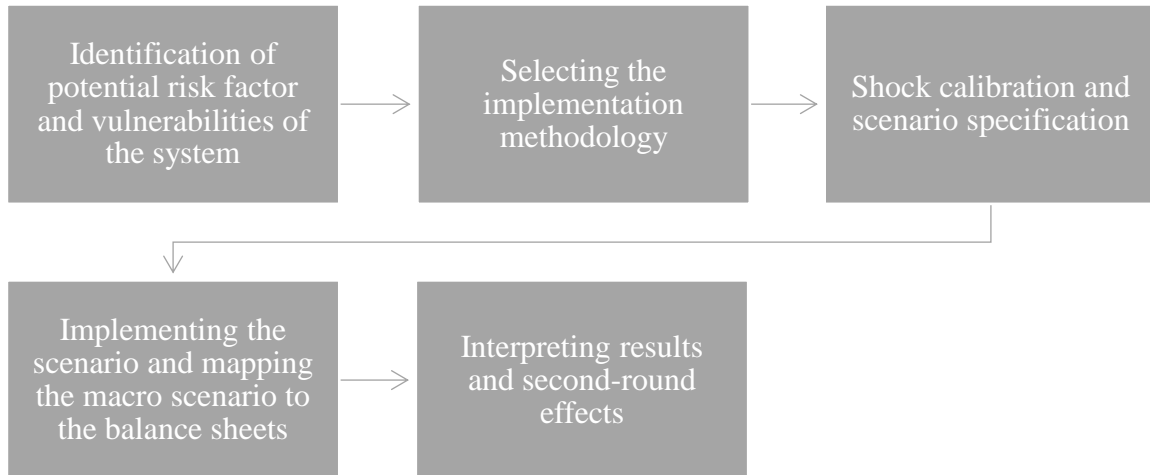 Identification of
potential risk factor
and vulnerabilities of
the system
Selecting the
implementation
methodology
Shock calibration and
scenario specification
Implementing the
scenario and mapping
the macro scenario to
the balance sheets
Interpreting results
and second-round
effects